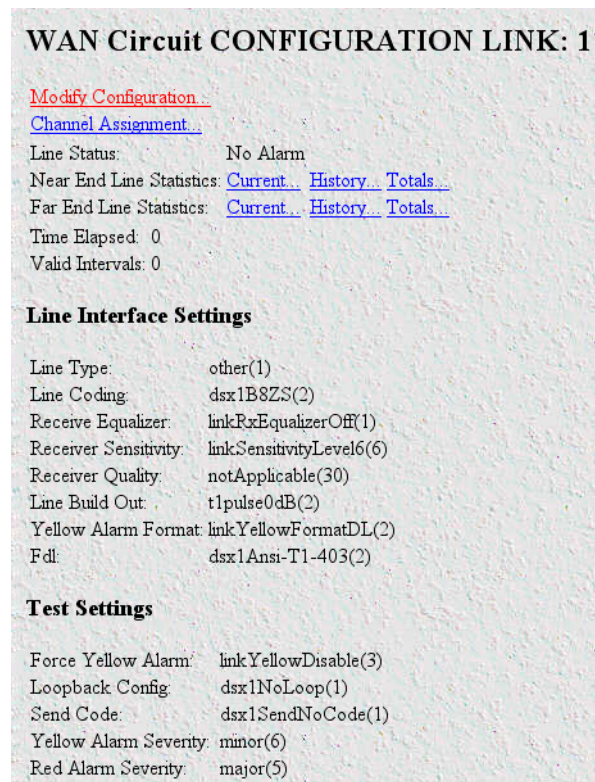 WAN Circuit CONFIGURATION LINK: 1
Modify Configuration...
Channel Assignment...
Line Status: No Alarm
Near End Line Statistics: Current... History... Totals...
Far End Line Statistics: Current... History... Totals...
Time Elapsed: 0
Valid Intervals: 0
Line Interface Settings
Line Type: other(1)
Line Coding: dsx1B8ZS(2)
Receive Equalizer: linkRxEqualizerOff(1)
Receiver Sensitivity: linkSensitivityLevel6(6)
Receiver Quality: notApplicable(30)
Line Build Out: t1pulse0dB(2)
Yellow Alarm Format: linkYellowFormatDL(2)
Fdl: dsx1Ansi-T1-403(2)
Test Settings
Force Yellow Alarm: linkYellowDisable(3)
Loopback Config: dsx1NoLoop(1)
Send Code: dsx1SendNoCode(1)
Yellow Alarm Severity: minor(6)
Red Alarm Severity: major(5)